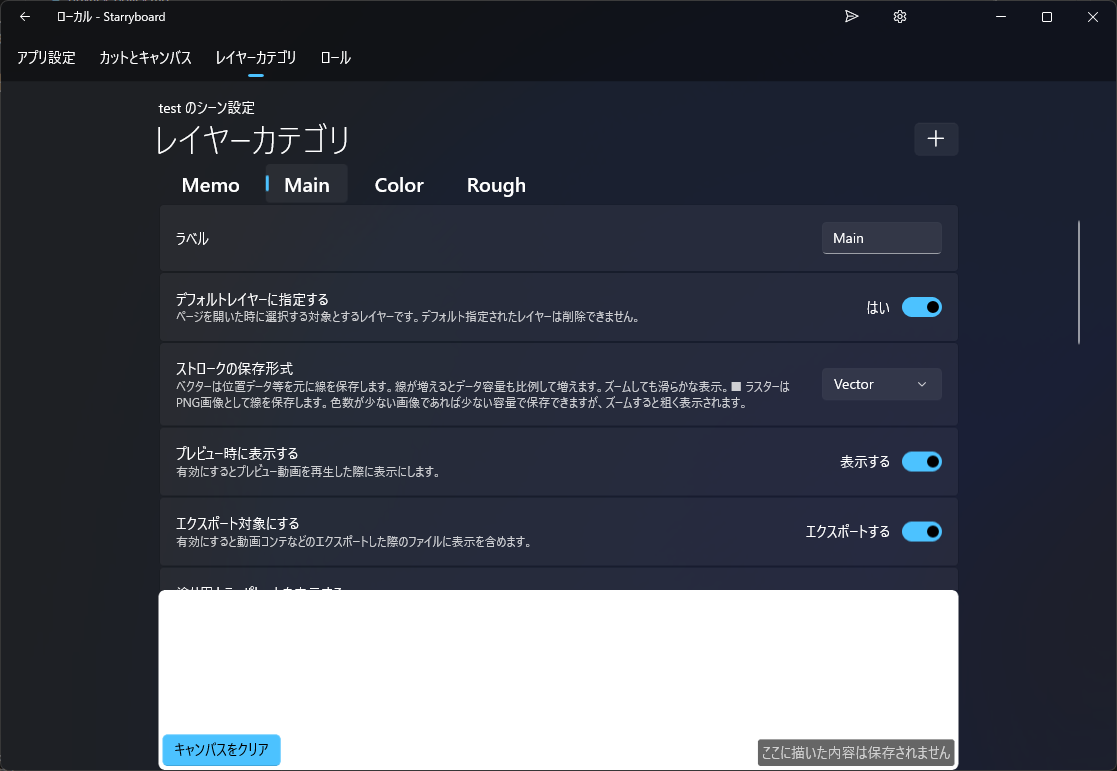 ローカル - Starryboard
アプリ設定 カットとキャンバス レイヤーカテゴリ ロール
test のシーン設定
レイヤーカテゴリ
Memo Main Color Rough
ラベル Main
デフォルトレイヤーに指定する
ページを開いた時に選択する対象とするレイヤーです。デフォルト指定されたレイヤーは削除できません。
はい
ストロークの保存形式
ベクターは位置データ等を元に線を保存します。線が増えるとデータ容量も比例して増えます。ズームしても滑らかな表示。■ ラスターは
PNG画像として線を保存します。色数が少ない画像であれば少ない容量で保存できますが、ズームすると粗く表示されます。
Vector
プレビュー時に表示する
有効にするとプレビュー動画を再生した際に表示にします。
表示する
エクスポート対象にする
有効にすると動画コンテなどのエクスポートした際のファイルに表示を含めます。
エクスポートする
キャンバスをクリア
ここに描いた内容は保存されません